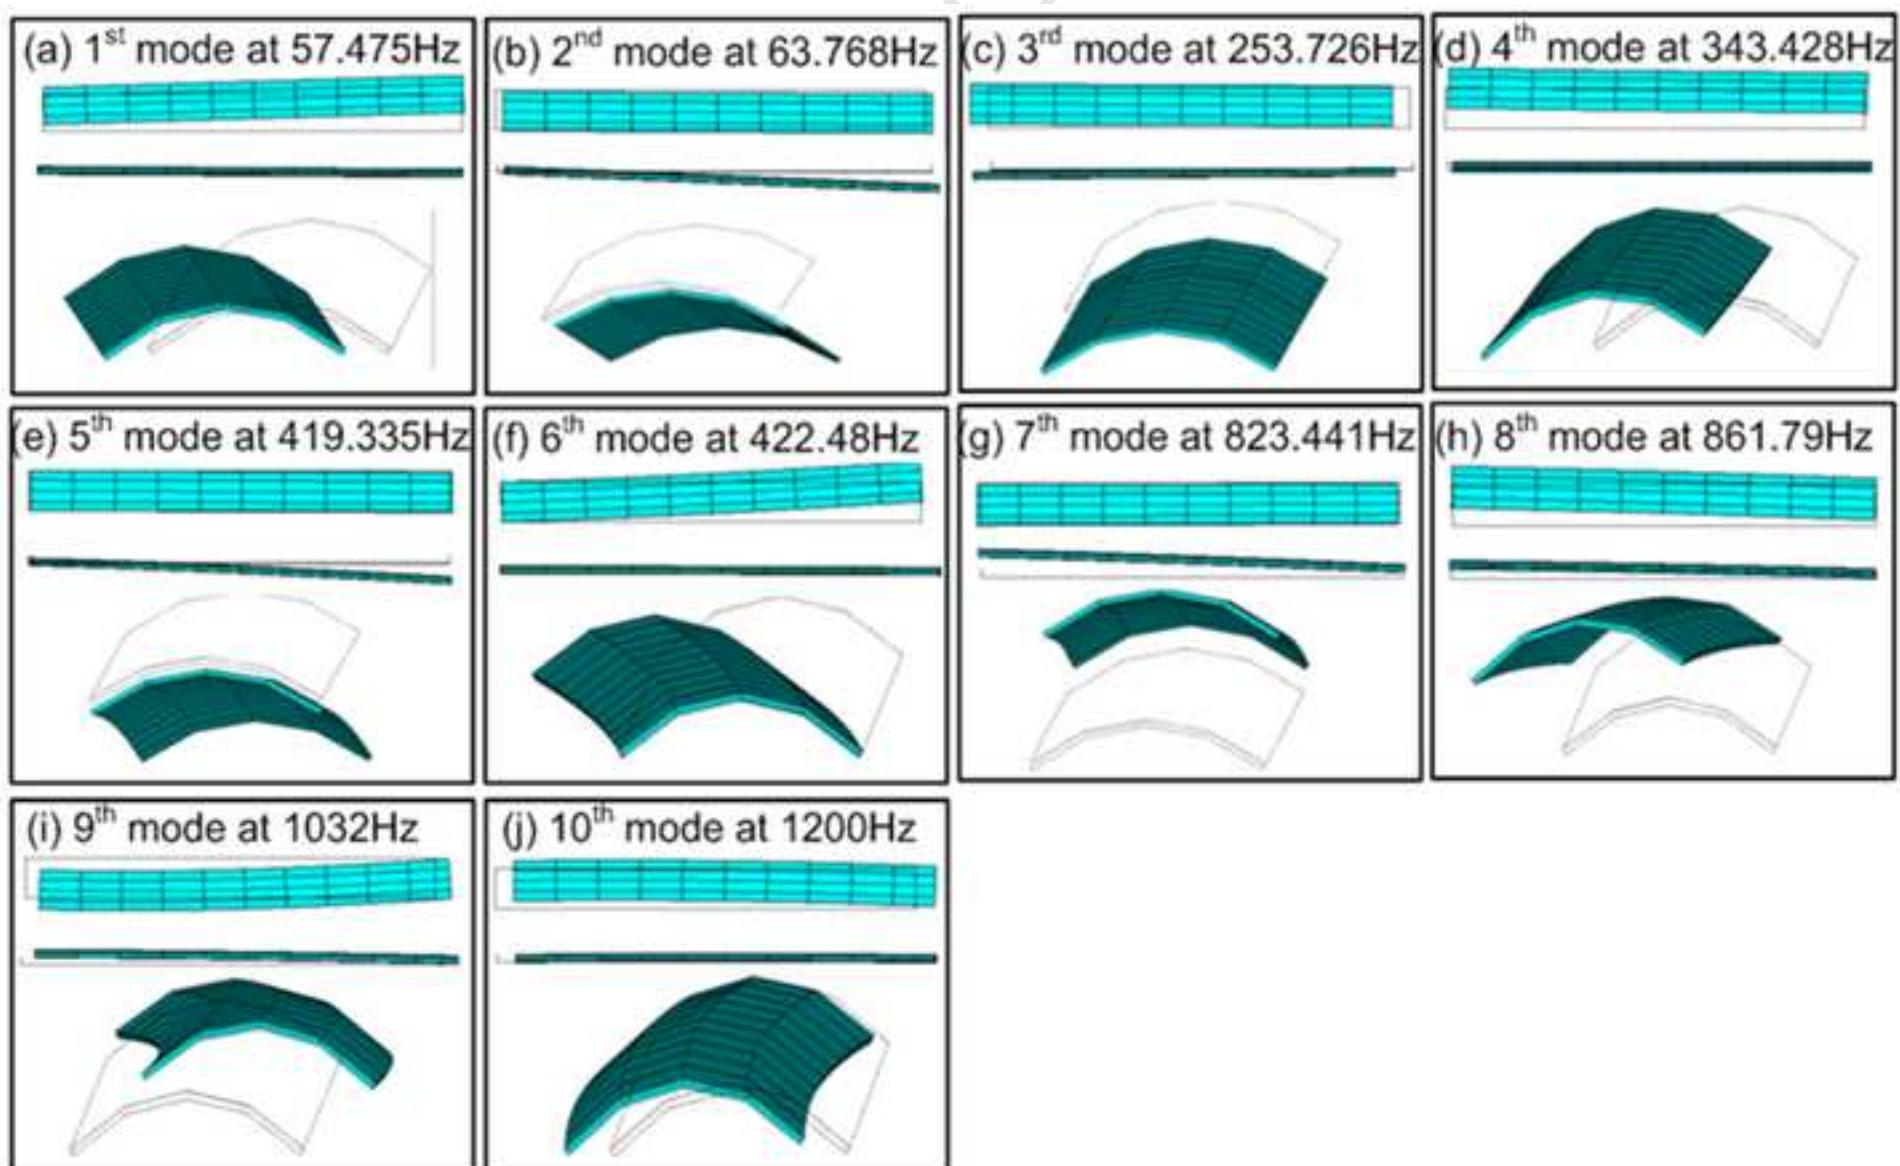 (a) 1st mode at 57.475Hz
(b) 2nd mode at 63.768Hz
(c) 3rd mode at 253.726Hz
(d) 4th mode at 343.428Hz
(e) 5th mode at 419.335Hz
(f) 6th mode at 422.48Hz
(g) 7th mode at 823.441Hz
(h) 8th mode at 861.79Hz
(i) 9th mode at 1032Hz
(j) 10th mode at 1200Hz